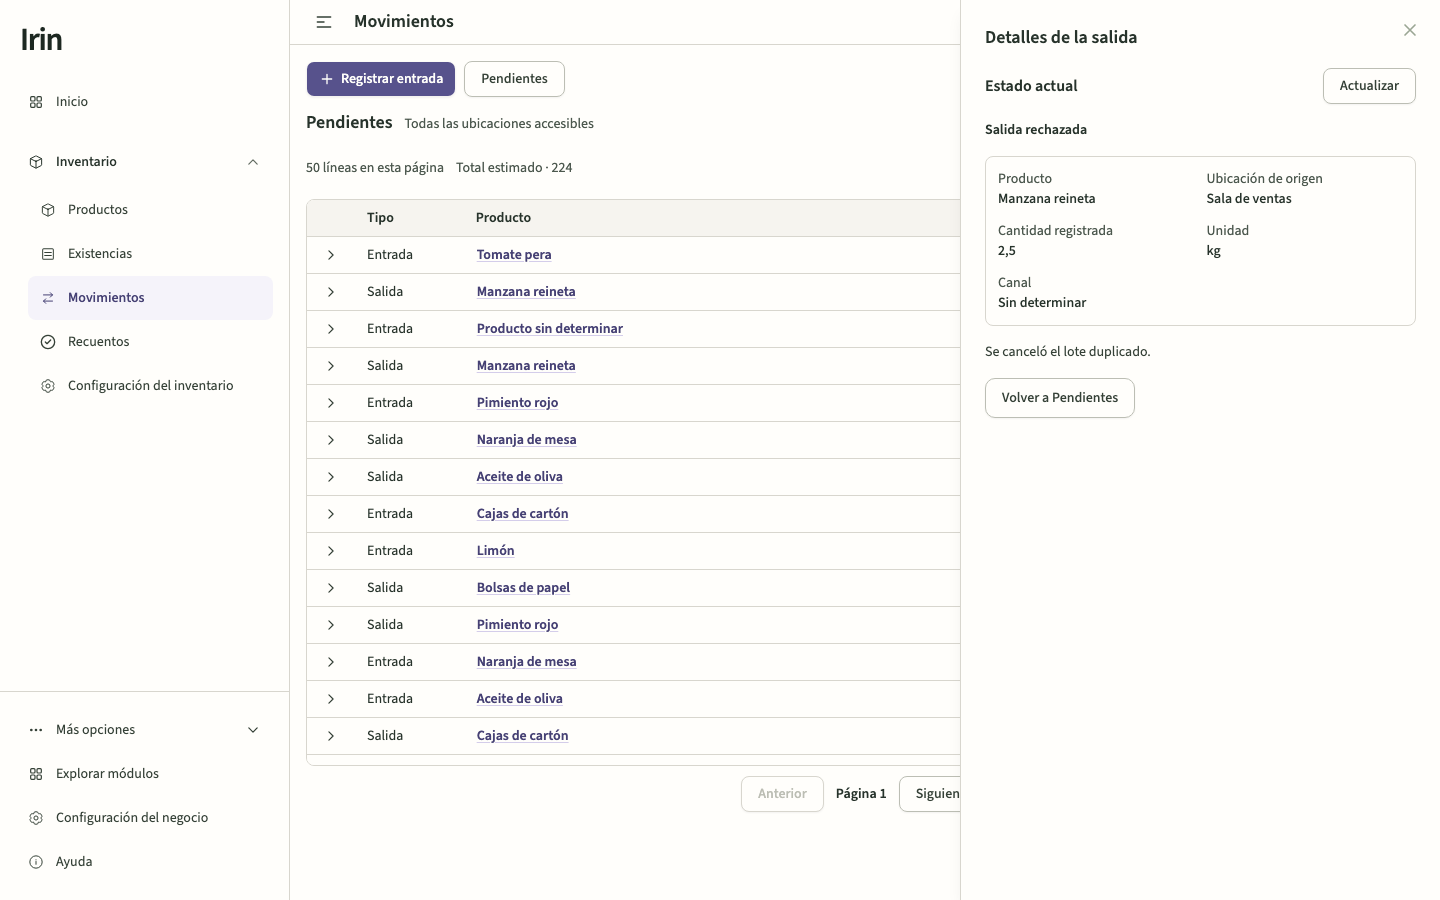 Irin
Inicio
Inventario
Productos
Existencias
Movimientos
Recuentos
Configuración del inventario
Más opciones
Explorar módulos
Configuración del negocio
Ayuda
Movimientos
Registrar entrada
Pendientes
Pendientes Todas las ubicaciones accesibles
50 líneas en esta página Total estimado · 224
Tipo Producto
Entrada Tomate pera
Salida Manzana reineta
Entrada Producto sin determinar
Salida Manzana reineta
Entrada Pimiento rojo
Salida Naranja de mesa
Salida Aceite de oliva
Entrada Cajas de cartón
Entrada Limón
Salida Bolsas de papel
Salida Pimiento rojo
Entrada Naranja de mesa
Entrada Aceite de oliva
Salida Cajas de cartón
Anterior Página 1 Siguien
Detalles de la salida
Estado actual Actualizar
Salida rechazada
Producto Ubicación de origen
Manzana reineta Sala de ventas
Cantidad registrada Unidad
2,5 kg
Canal
Sin determinar
Se canceló el lote duplicado.
Volver a Pendientes